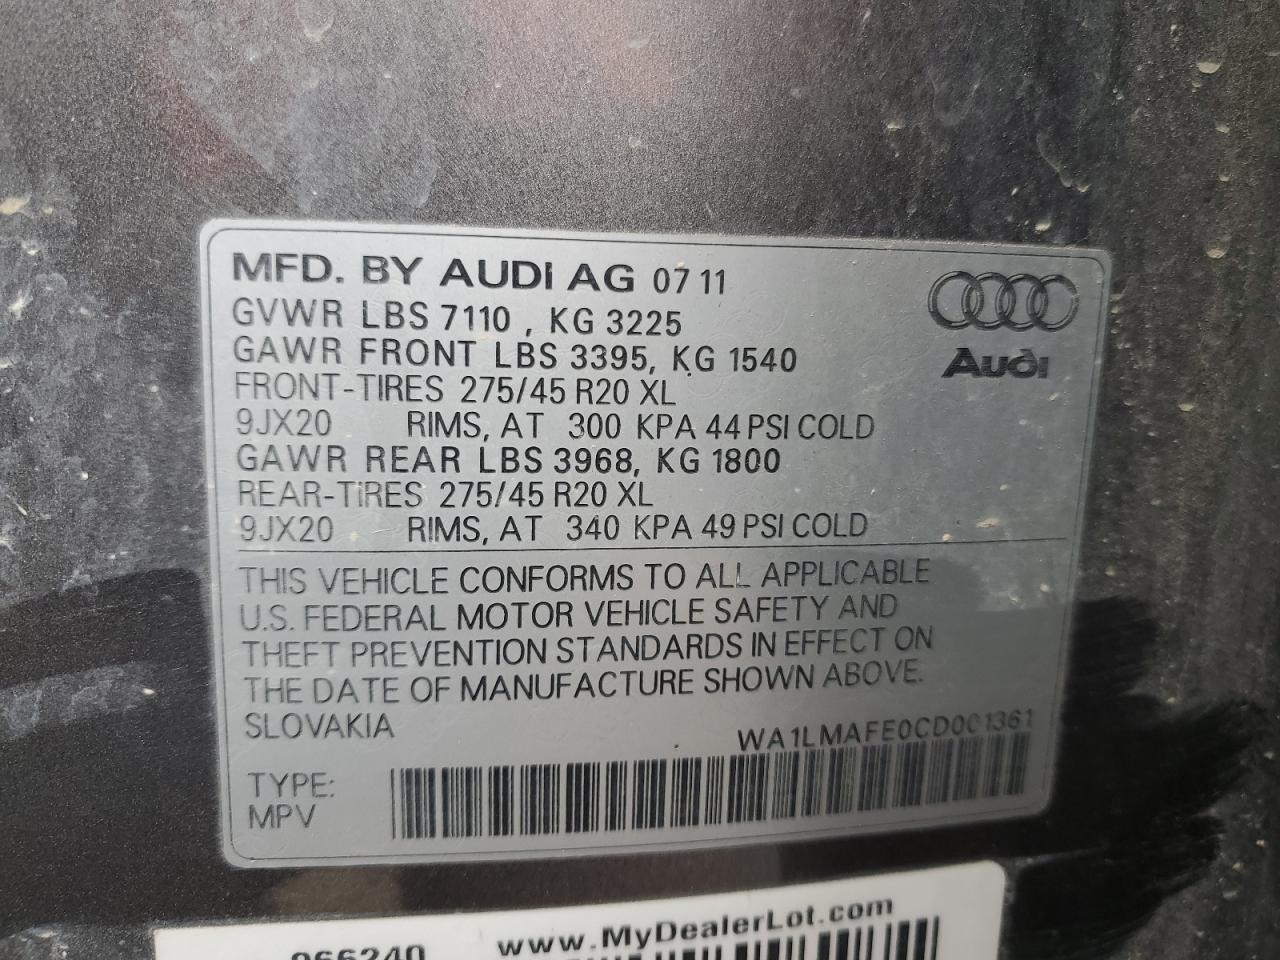 MFD. BY AUDI AG 07 11
GVWR LBS 7110 , KG 3225
GAWR FRONT LBS 3395, KG 1540
FRONT-TIRES 275/45 R20 XL
9JX20 RIMS, AT 300 KPA 44 PSI COLD
GAWR REAR LBS 3968, KG 1800
REAR-TIRES 275/45 R20 XL
9JX20 RIMS, AT 340 KPA 49 PSI COLD
Audi
THIS VEHICLE CONFORMS TO ALL APPLICABLE
U.S. FEDERAL MOTOR VEHICLE SAFETY AND
THEFT PREVENTION STANDARDS IN EFFECT ON
THE DATE OF MANUFACTURE SHOWN ABOVE.
SLOVAKIA
WA1LMAFE0CD001361
TYPE:
MPV
www.MyDealerLot.com